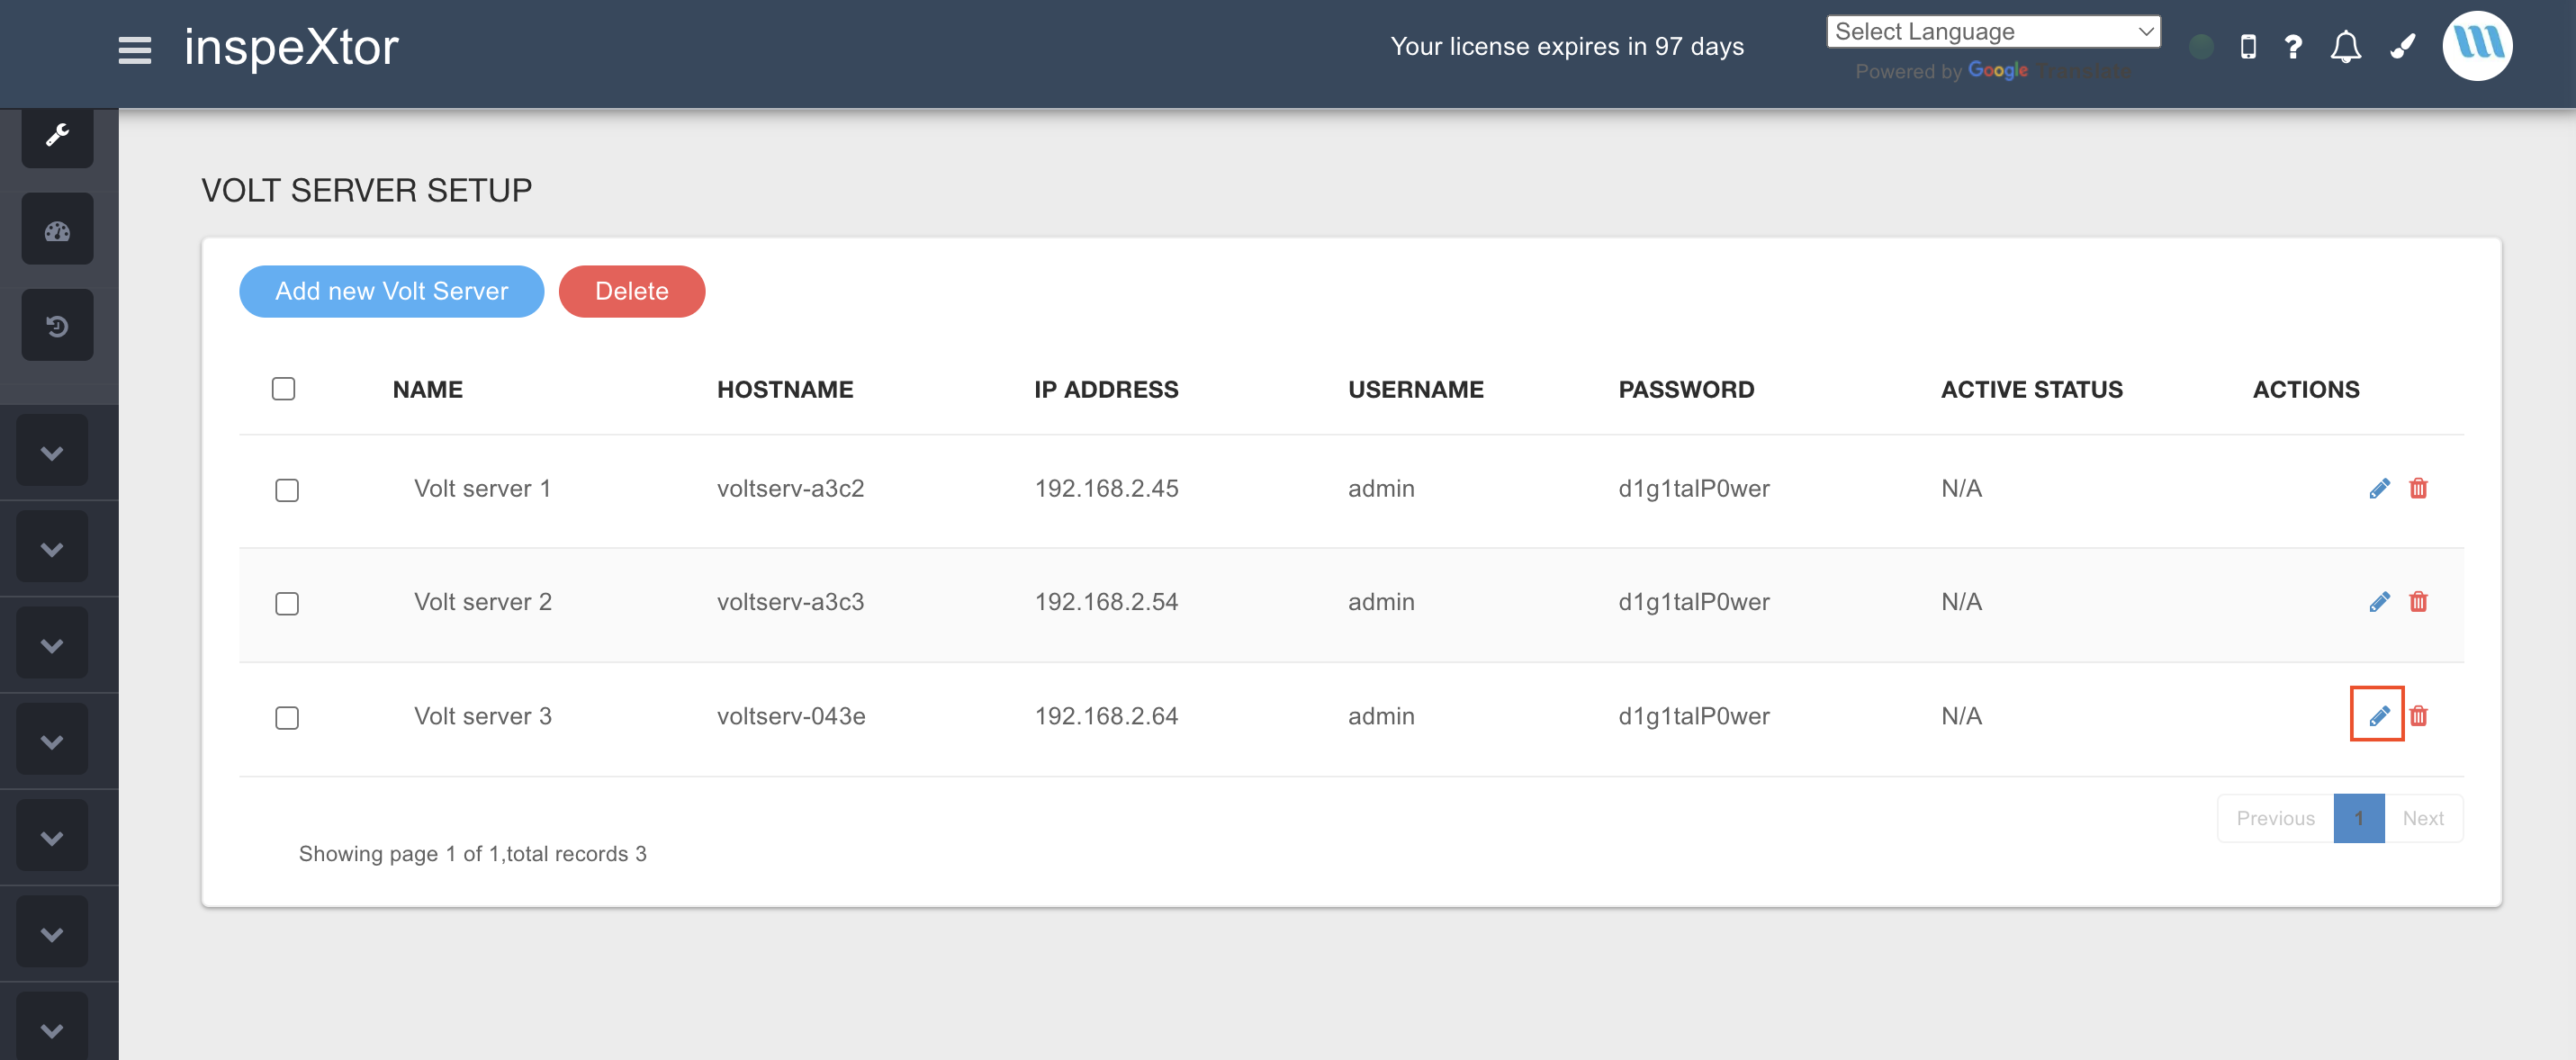 inspeXtor
Your license expires in 97 days
Select Language
Powered by Google Translate
VOLT SERVER SETUP
Add new Volt Server Delete
NAME HOSTNAME IP ADDRESS USERNAME PASSWORD ACTIVE STATUS ACTIONS
Volt server 1 voltserv-a3c2 192.168.2.45 admin d1g1talP0wer N/A
Volt server 2 voltserv-a3c3 192.168.2.54 admin d1g1talP0wer N/A
Volt server 3 voltserv-043e 192.168.2.64 admin d1g1talP0wer N/A
Previous 1 Next
Showing page 1 of 1,total records 3